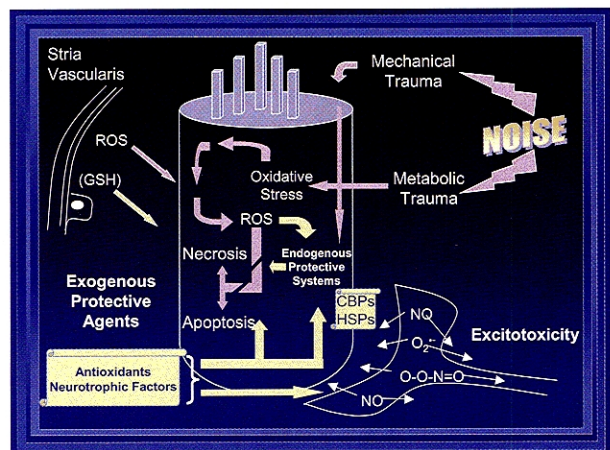 Stria
Vascularis
Mechanical
Trauma
NOISE
ROS
(GSH)
Oxidative
Stress
Metabolic
Trauma
ROS
Necrosis
Endogenous
Protective
Systems
Exogenous
Protective
Agents
Apoptosis
CBPs
HSPs
NO
Excitotoxicity
O₂•-
O-O-N=O
NO
Antioxidants
Neurotrophic Factors